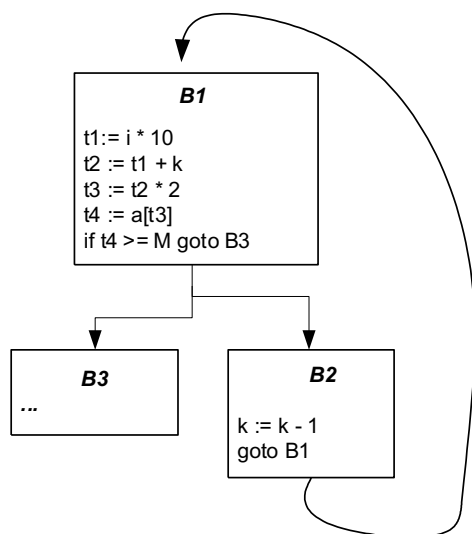 B1
t1:= i * 10
t2 := t1 + k
t3 := t2 * 2
t4 := a[t3]
if t4 >= M goto B3
B3
...
B2
k := k - 1
goto B1